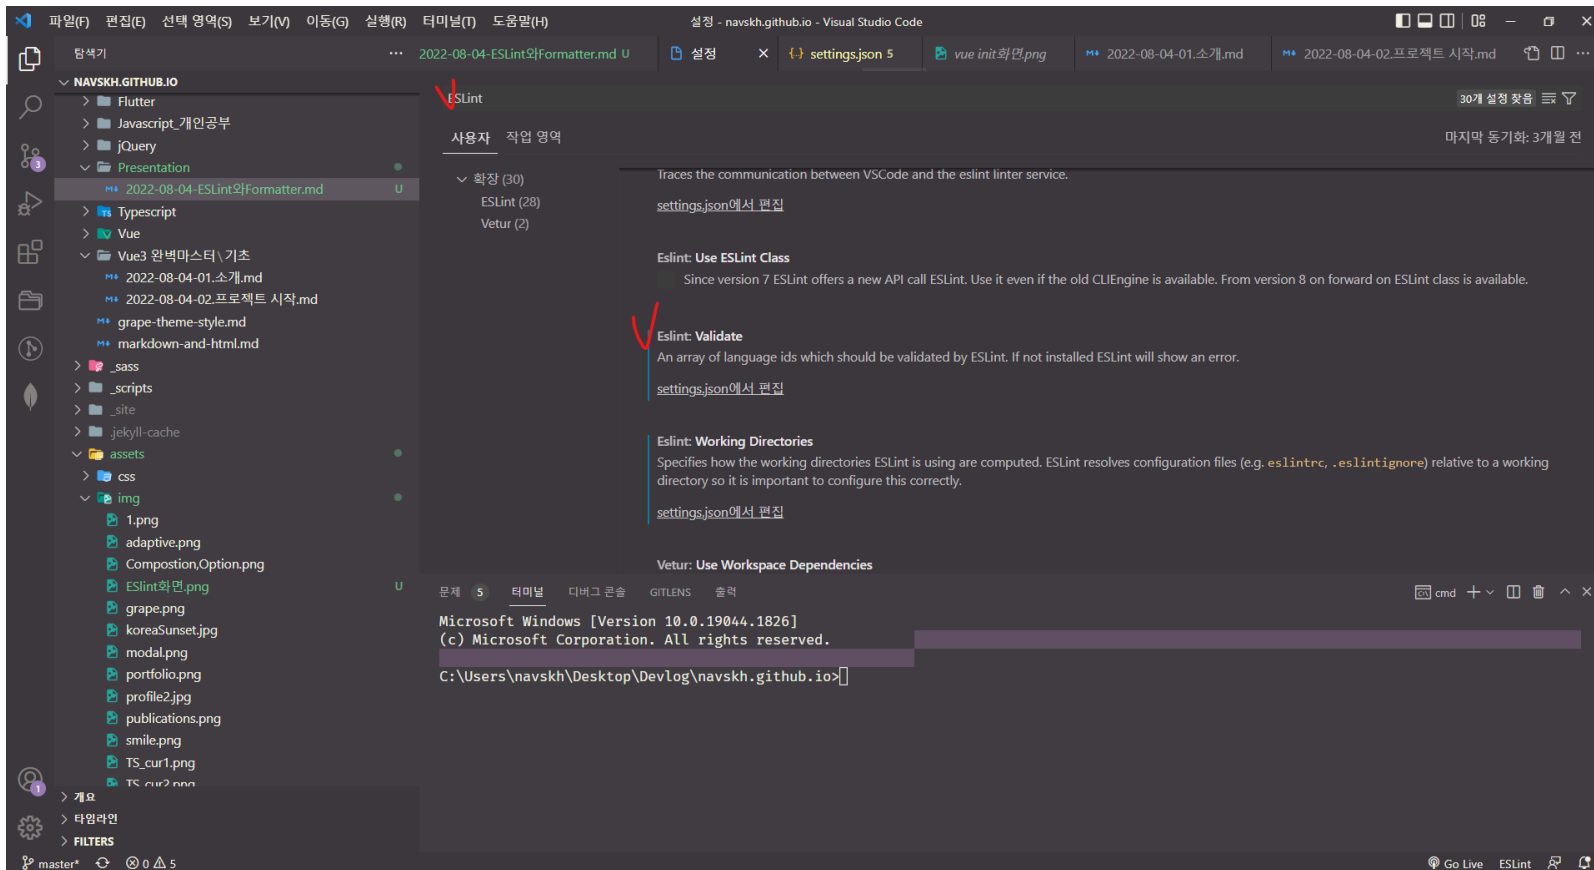 파일(F) 편집(E) 선택 영역(S) 보기(V) 이동(G) 실행(R) 터미널(T) 도움말(H) 설정 - navskh.github.io - Visual Studio Code
탐색기 ···
2022-08-04-ESLint와Formatter.md U 설정 settings.json 5 vue init화면.png 2022-08-04-01.소개.md 2022-08-04-02.프로젝트 시작.md
NAVSKH.GITHUB.IO
Flutter
Javascript_개인공부
jQuery
Presentation
2022-08-04-ESLint와Formatter.md U
Typescript
Vue
Vue3 완벽마스터\기초
2022-08-04-01.소개.md
2022-08-04-02.프로젝트 시작.md
grape-theme-style.md
markdown-and-html.md
_sass
_scripts
_site
.jekyll-cache
assets
css
img
1.png
adaptive.png
Compostion,Option.png
ESlint화면.png U
grape.png
koreaSunset.jpg
modal.png
portfolio.png
profile2.jpg
publications.png
smile.png
TS_cur1.png
TS_cur2.png
개요
타임라인
FILTERS
3
1
ESLint
30개 설정 찾음
사용자 작업 영역
마지막 동기화: 3개월 전
확장 (30)
ESLint (28)
Vetur (2)
Traces the communication between VSCode and the eslint linter service.
settings.json에서 편집
Eslint: Use ESLint Class
Since version 7 ESLint offers a new API call ESLint. Use it even if the old CLIEngine is available. From version 8 on forward on ESLint class is available.
Eslint: Validate
An array of language ids which should be validated by ESLint. If not installed ESLint will show an error.
settings.json에서 편집
Eslint: Working Directories
Specifies how the working directories ESLint is using are computed. ESLint resolves configuration files (e.g. eslintrc, .eslintignore) relative to a working
directory so it is important to configure this correctly.
settings.json에서 편집
Vetur: Use Workspace Dependencies
문제 5 터미널 디버그 콘솔 GITLENS 출력
cmd
Microsoft Windows [Version 10.0.19044.1826]
(c) Microsoft Corporation. All rights reserved.
C:\Users\navskh\Desktop\Devlog\navskh.github.io>
master* 0 5
Go Live ESLint